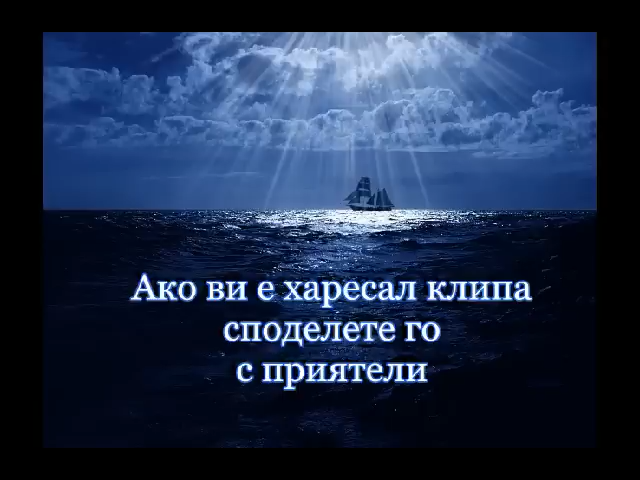 Ако ви е харесал клипа
споделете го
с приятели